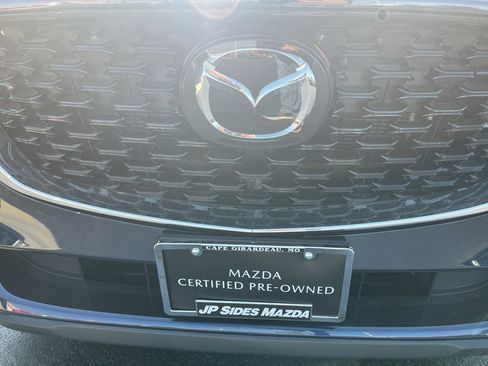 CAPE GIRARDEAU, MO
MAZDA
CERTIFIED PRE-OWNED
JP SIDES MAZDA